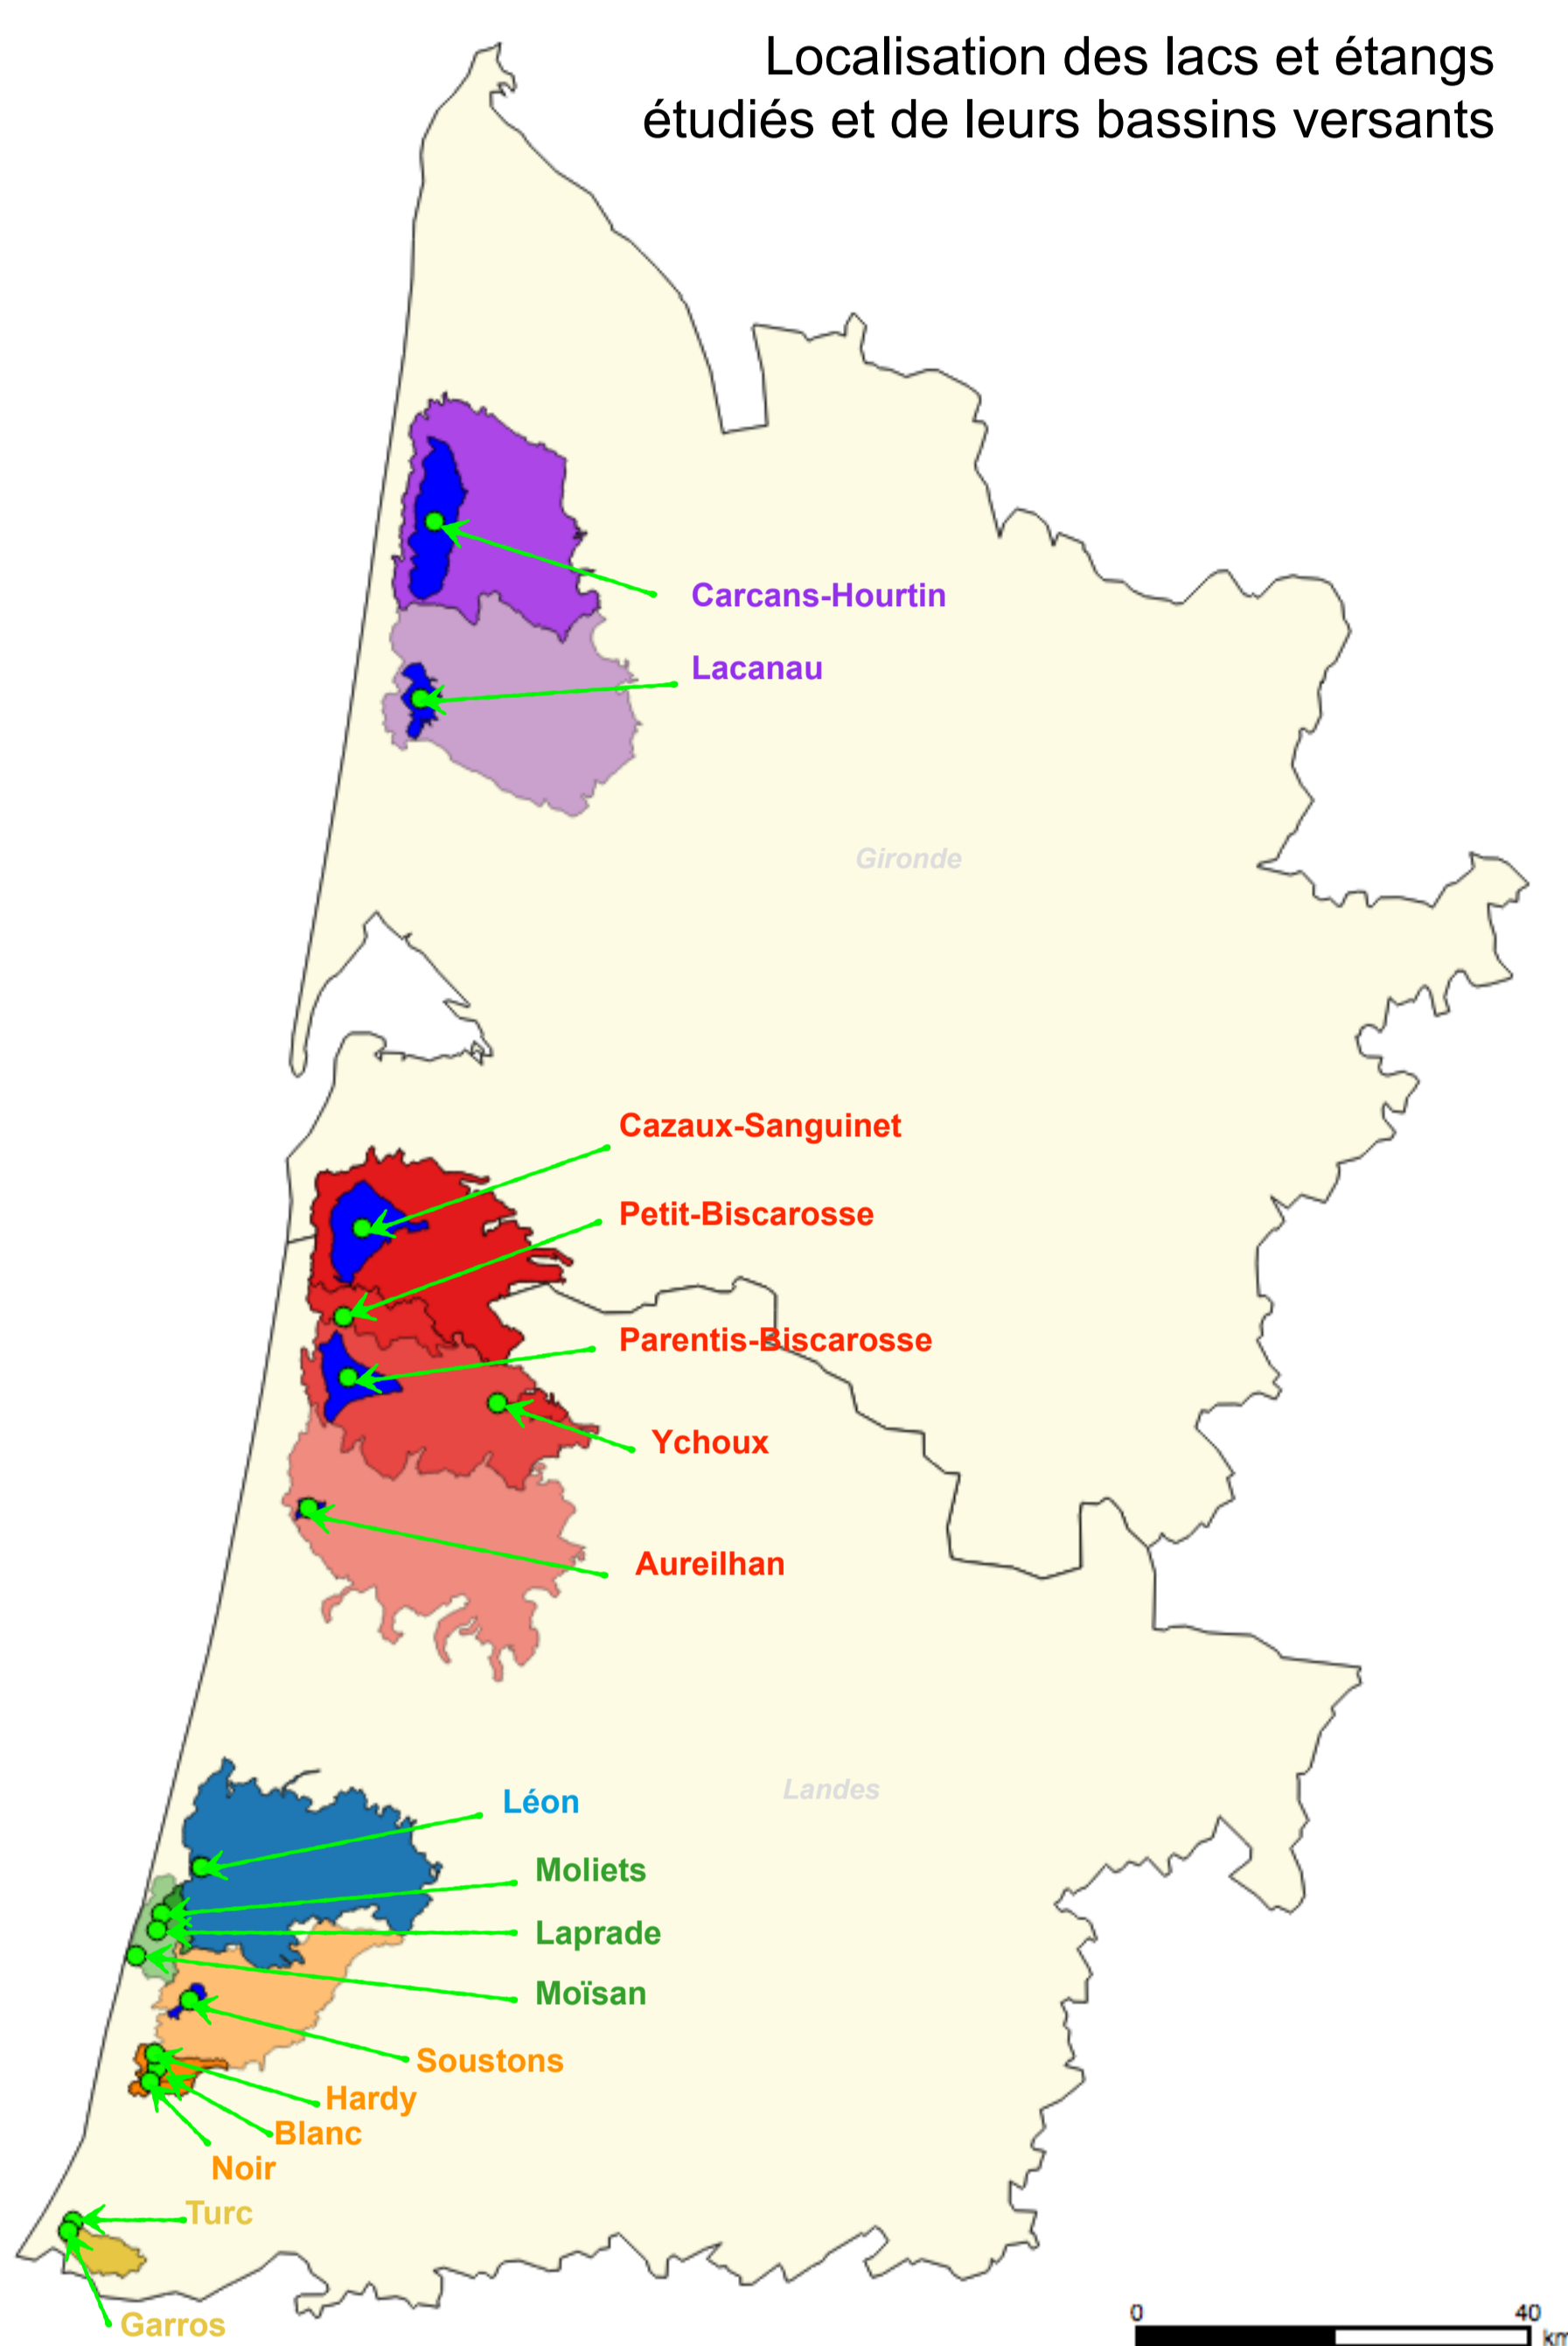 Localisation des lacs et étangs
étudiés et de leurs bassins versants
Carcans-Hourtin
Lacanau
Gironde
Cazaux-Sanguinet
Petit-Biscarosse
Parentis-Biscarosse
Ychoux
Aureilhan
Landes
Léon
Moliets
Laprade
Moïsan
Soustons
Hardy
Blanc
Noir
Turc
Garros
0 40
km